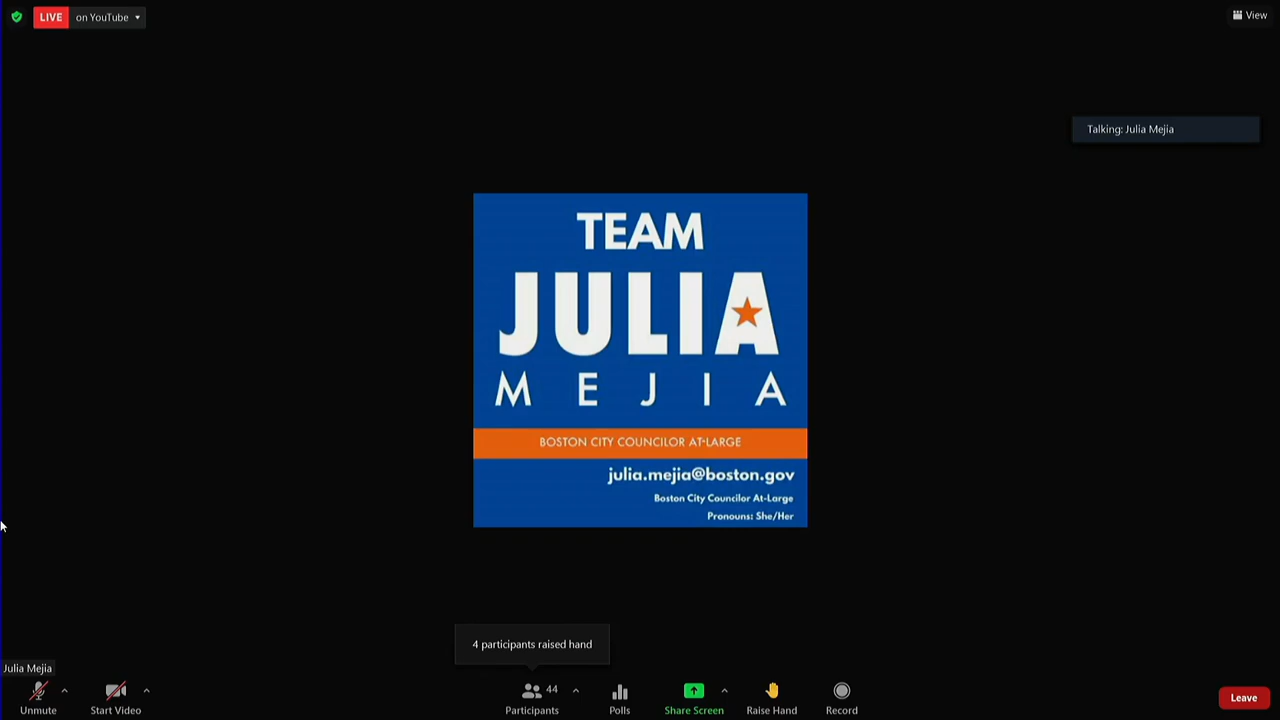 LIVE on YouTube
View
Talking: Julia Mejia
TEAM
JULIA
MEJIA
BOSTON CITY COUNCILOR AT-LARGE
julia.mejia@boston.gov
Boston City Councilor At-Large
Pronouns: She/Her
4 participants raised hand
Julia Mejia
44
Unmute Start Video Participants Polls Share Screen Raise Hand Record Leave